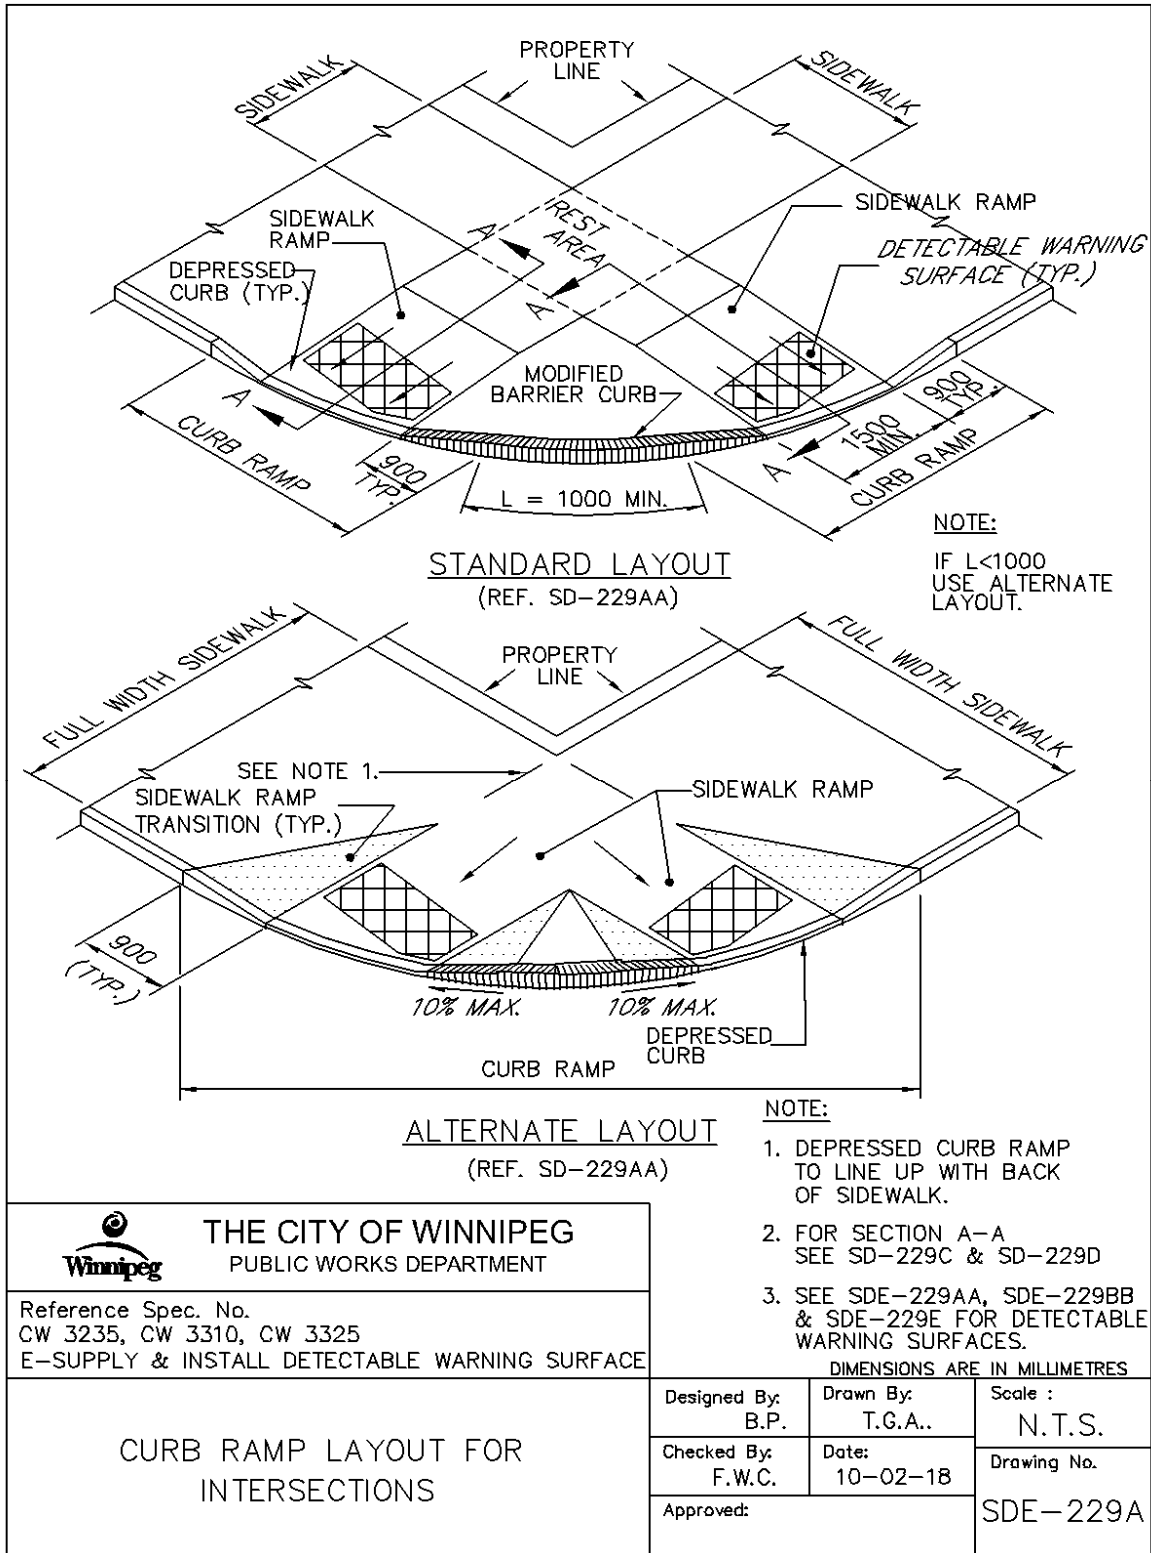 PROPERTY
LINE
SIDEWALK
SIDEWALK
SIDEWALK
RAMP
REST
AREA
SIDEWALK RAMP
DETECTABLE WARNING
SURFACE (TYP.)
DEPRESSED
CURB (TYP.)
A
A
MODIFIED
BARRIER CURB
A
A
CURB RAMP
900
TYP.
1500
MIN.
900
TYP.
CURB RAMP
L = 1000 MIN.
STANDARD LAYOUT
(REF. SD-229AA)
NOTE:
IF L<1000
USE ALTERNATE
LAYOUT.
FULL WIDTH SIDEWALK
PROPERTY
LINE
FULL WIDTH SIDEWALK
SEE NOTE 1.
SIDEWALK RAMP
TRANSITION (TYP.)
SIDEWALK RAMP
900
(TYP.)
10% MAX.
10% MAX.
DEPRESSED
CURB
CURB RAMP
ALTERNATE LAYOUT
(REF. SD-229AA)
NOTE:
1. DEPRESSED CURB RAMP
TO LINE UP WITH BACK
OF SIDEWALK.
2. FOR SECTION A-A
SEE SD-229C & SD-229D
3. SEE SDE-229AA, SDE-229BB
& SDE-229E FOR DETECTABLE
WARNING SURFACES.
DIMENSIONS ARE IN MILLIMETRES
Winnipeg
THE CITY OF WINNIPEG
PUBLIC WORKS DEPARTMENT
Reference Spec. No.
CW 3235, CW 3310, CW 3325
E-SUPPLY & INSTALL DETECTABLE WARNING SURFACE
CURB RAMP LAYOUT FOR
INTERSECTIONS
Designed By:
B.P.
Drawn By:
T.G.A..
Scale :
N.T.S.
Checked By:
F.W.C.
Date:
10-02-18
Drawing No.
SDE-229A
Approved: